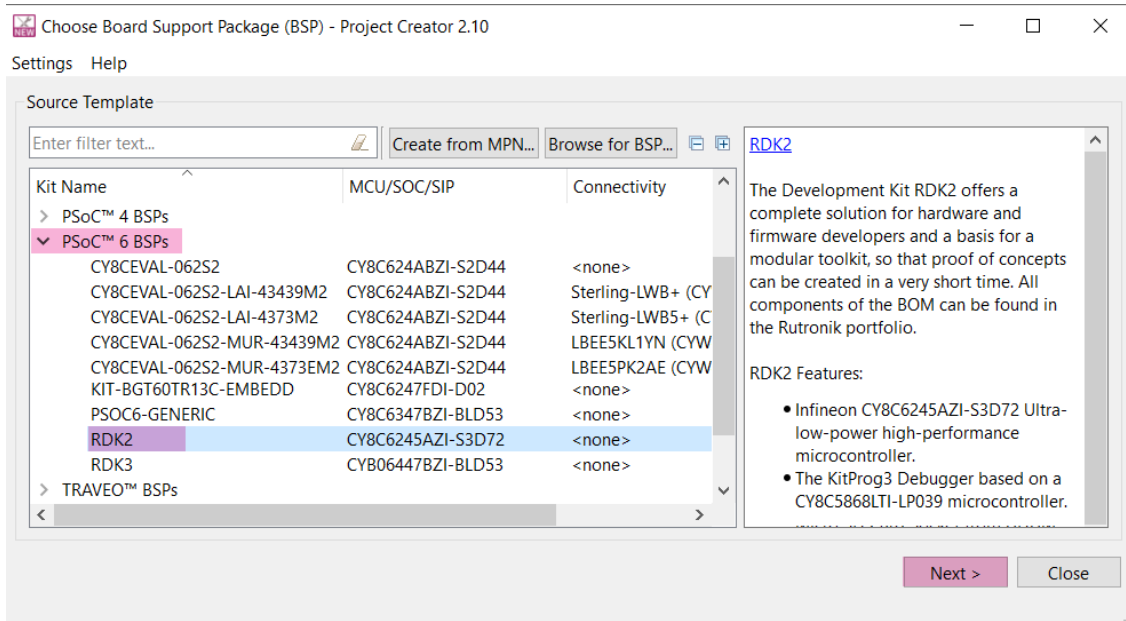 Choose Board Support Package (BSP) - Project Creator 2.10
Settings Help
Source Template
Enter filter text...
Create from MPN... Browse for BSP...
Kit Name MCU/SOC/SIP Connectivity
PSoC™ 4 BSPs
PSoC™ 6 BSPs
CY8CEVAL-062S2 CY8C624ABZI-S2D44 <none>
CY8CEVAL-062S2-LAI-43439M2 CY8C624ABZI-S2D44 Sterling-LWB+ (CY
CY8CEVAL-062S2-LAI-4373M2 CY8C624ABZI-S2D44 Sterling-LWB5+ (C
CY8CEVAL-062S2-MUR-43439M2 CY8C624ABZI-S2D44 LBEE5KL1YN (CYW
CY8CEVAL-062S2-MUR-4373EM2 CY8C624ABZI-S2D44 LBEE5PK2AE (CYW
KIT-BGT60TR13C-EMBEDD CY8C6247FDI-D02 <none>
PSOC6-GENERIC CY8C6347BZI-BLD53 <none>
RDK2 CY8C6245AZI-S3D72 <none>
RDK3 CYB06447BZI-BLD53 <none>
TRAVEO™ BSPs
RDK2
The Development Kit RDK2 offers a
complete solution for hardware and
firmware developers and a basis for a
modular toolkit, so that proof of concepts
can be created in a very short time. All
components of the BOM can be found in
the Rutronik portfolio.
RDK2 Features:
• Infineon CY8C6245AZI-S3D72 Ultra-
low-power high-performance
microcontroller.
• The KitProg3 Debugger based on a
CY8C5868LTI-LP039 microcontroller.
Next > Close